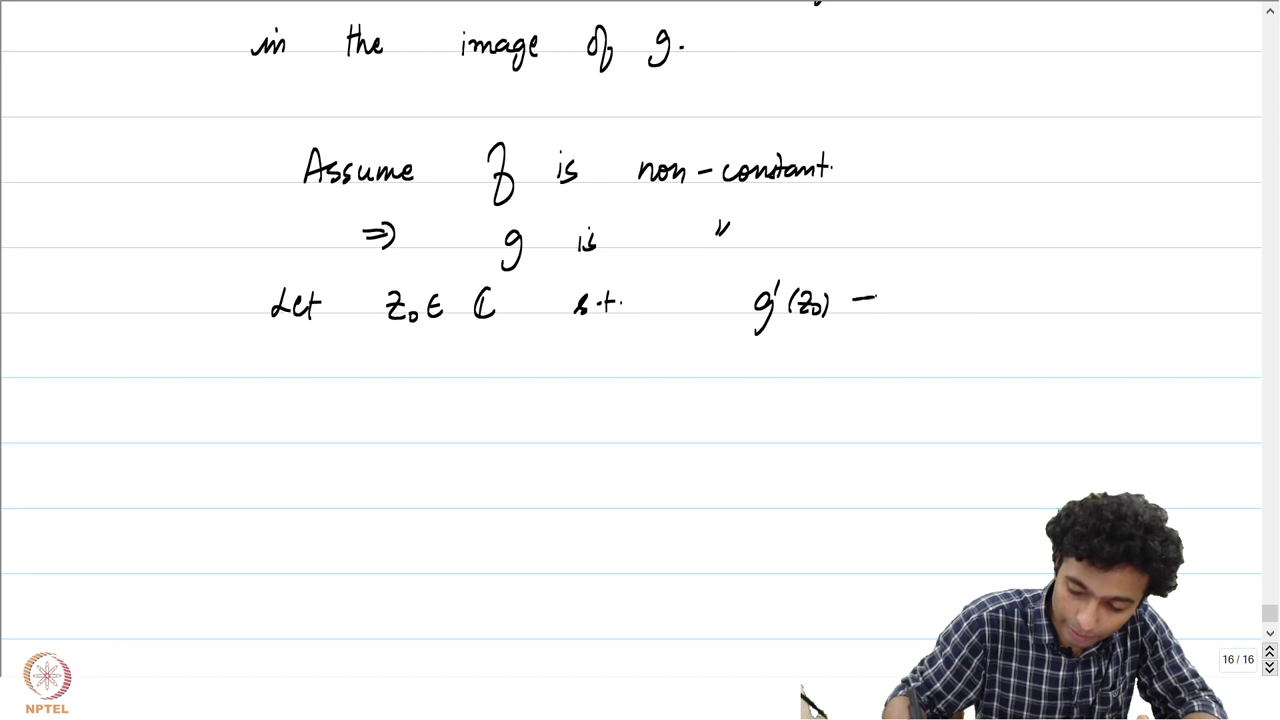 in the image of g.
Assume f is non-constant.
⇒ g is "
Let z₀ ∈ ℂ s.t. g'(z₀) –
16 / 16
NPTEL